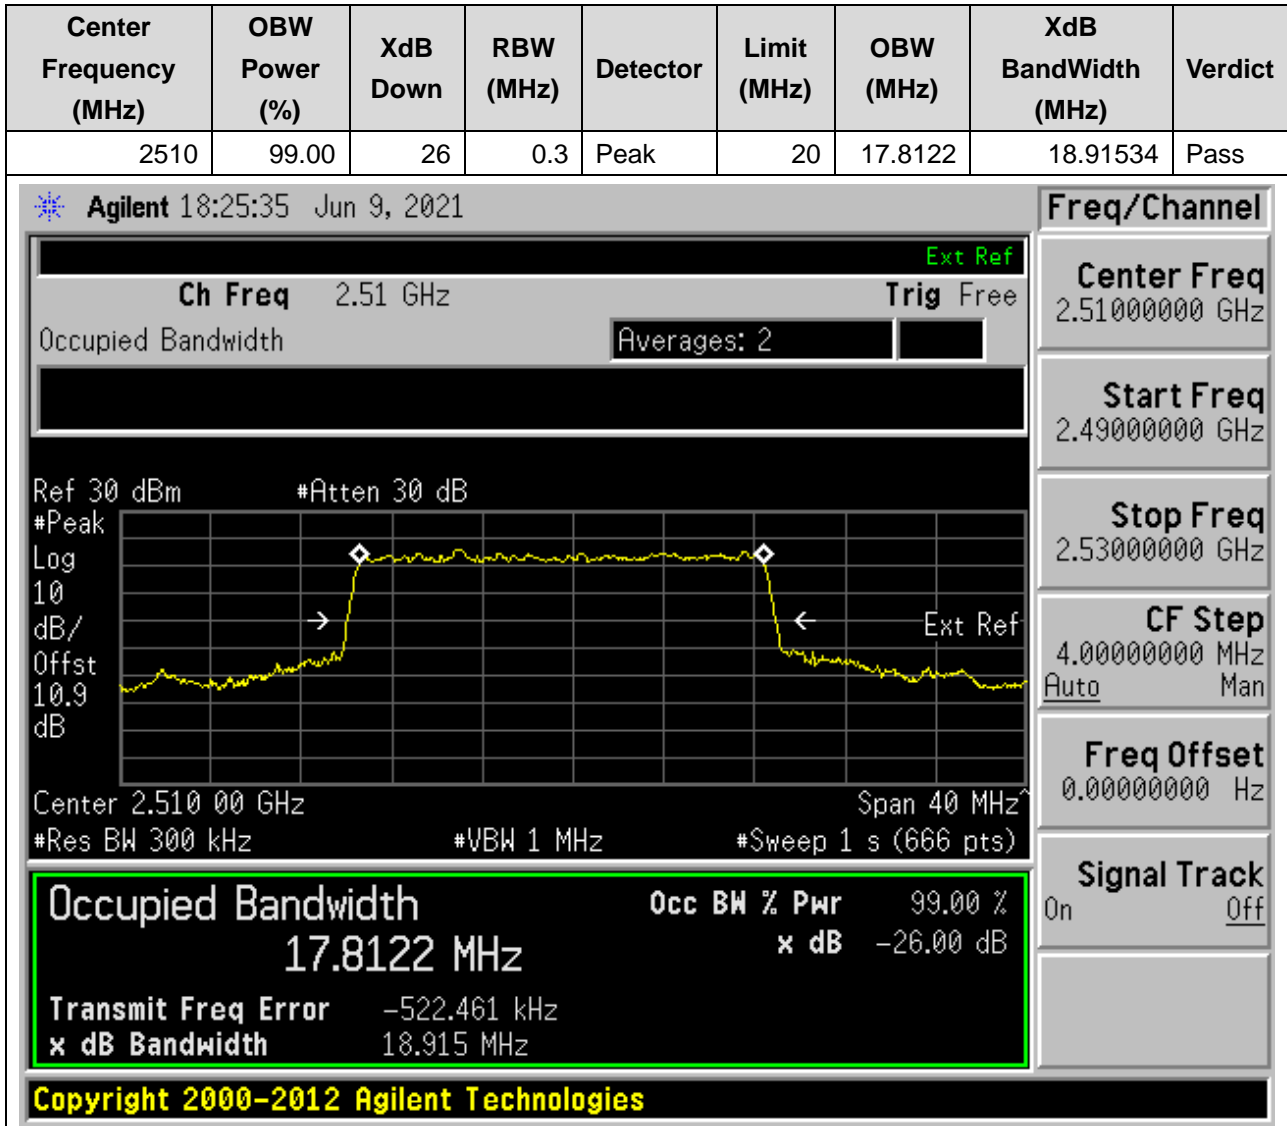 Center Frequency (MHz) OBW Power (%) XdB Down RBW (MHz) Detector Limit (MHz) OBW (MHz) XdB BandWidth (MHz) Verdict
2510 99.00 26 0.3 Peak 20 17.8122 18.91534 Pass
Agilent 18:25:35 Jun 9, 2021
Freq/Channel
Ext Ref
Ch Freq 2.51 GHz Trig Free
Occupied Bandwidth Averages: 2
Center Freq
2.51000000 GHz
Start Freq
2.49000000 GHz
Stop Freq
2.53000000 GHz
CF Step
4.00000000 MHz
Auto Man
Freq Offset
0.00000000 Hz
Signal Track
On Off
Ref 30 dBm #Atten 30 dB
#Peak
Log
10
dB/
Offst
10.9
dB
Ext Ref
Center 2.510 00 GHz Span 40 MHz^
#Res BW 300 kHz #VBW 1 MHz #Sweep 1 s (666 pts)
Occupied Bandwidth Occ BW % Pwr 99.00 %
17.8122 MHz x dB -26.00 dB
Transmit Freq Error -522.461 kHz
x dB Bandwidth 18.915 MHz
Copyright 2000-2012 Agilent Technologies